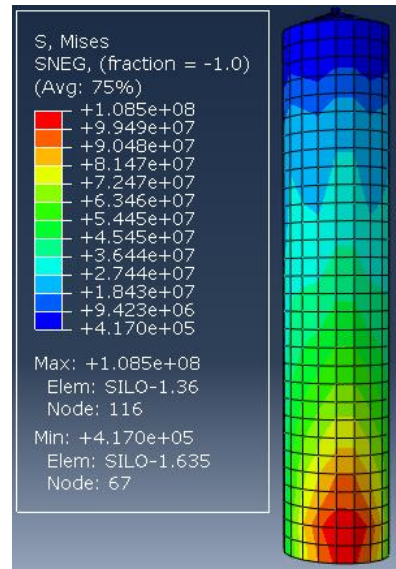 S, Mises
SNEG, (fraction = -1.0)
(Avg: 75%)
+1.085e+08
+9.949e+07
+9.048e+07
+8.147e+07
+7.247e+07
+6.346e+07
+5.445e+07
+4.545e+07
+3.644e+07
+2.744e+07
+1.843e+07
+9.423e+06
+4.170e+05
Max: +1.085e+08
Elem: SILO-1.36
Node: 116
Min: +4.170e+05
Elem: SILO-1.635
Node: 67